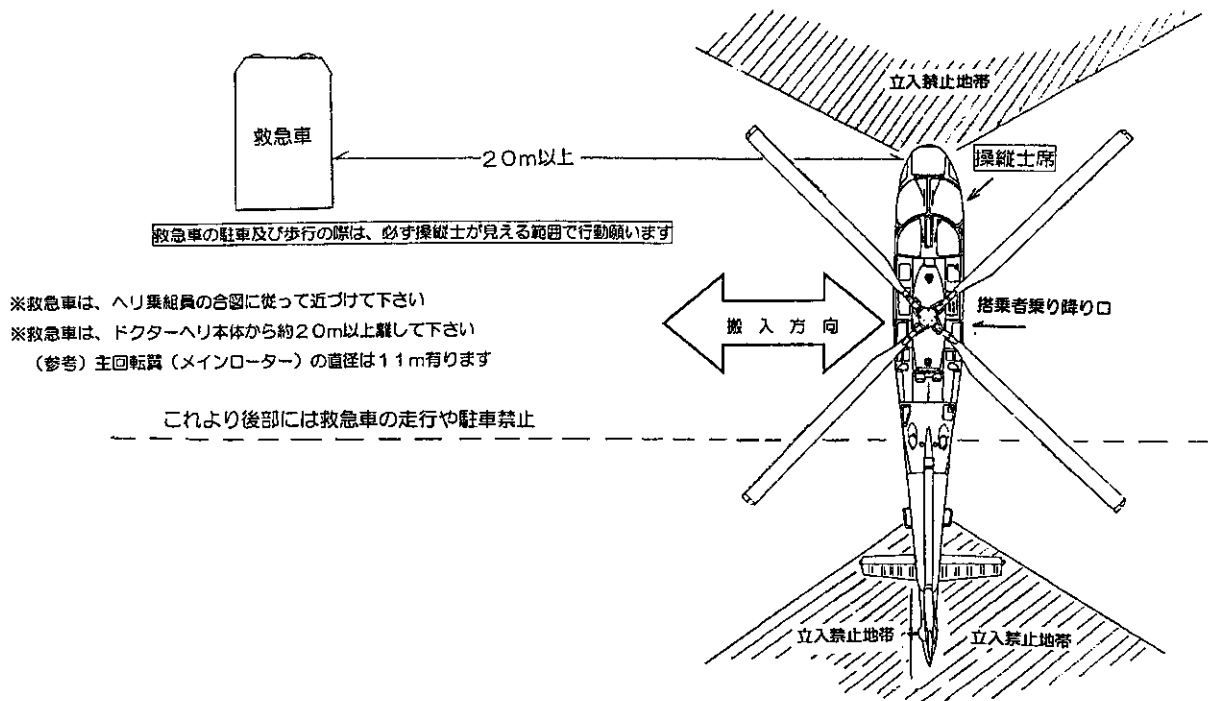 立入禁止地帯
救急車
20m以上
操縦士席
救急車の駐車及び歩行の際は、必ず操縦士が見える範囲で行動願います
※救急車は、ヘリ乗組員の合図に従って近づけて下さい
搬入方向
搭乗者乗り降り口
※救急車は、ドクターヘリ本体から約20m以上離して下さい
(参考)主回転翼(メインローター)の直径は11m有ります
これより後部には救急車の走行や駐車禁止
立入禁止地帯
立入禁止地帯